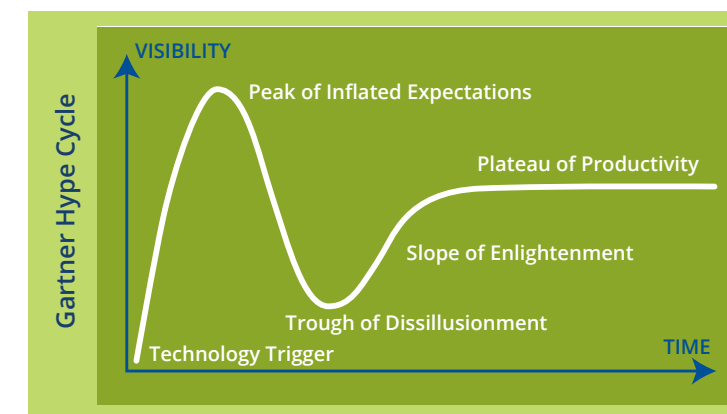 Gartner Hype Cycle
VISIBILITY
Peak of Inflated Expectations
Plateau of Productivity
Slope of Enlightenment
Trough of Dissillusionment
Technology Trigger
TIME